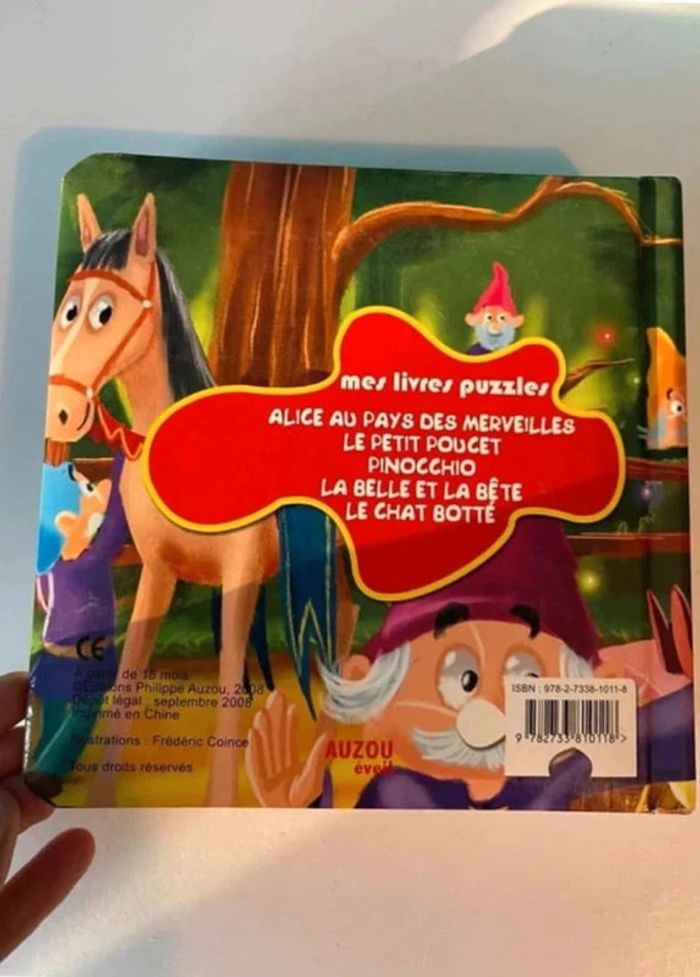 mes livres puzzles
ALICE AU PAYS DES MERVEILLES
LE PETIT POUCET
PINOCCHIO
LA BELLE ET LA BÊTE
LE CHAT BOTTÉ
CE
À partir de 18 mois
©Éditions Philippe Auzou, 2008
Dépôt légal : septembre 2008
Imprimé en Chine
Illustrations : Frédéric Coince
Tous droits réservés
AUZOU
éveil
ISBN : 978-2-7338-1011-8
9 782733 810118 >